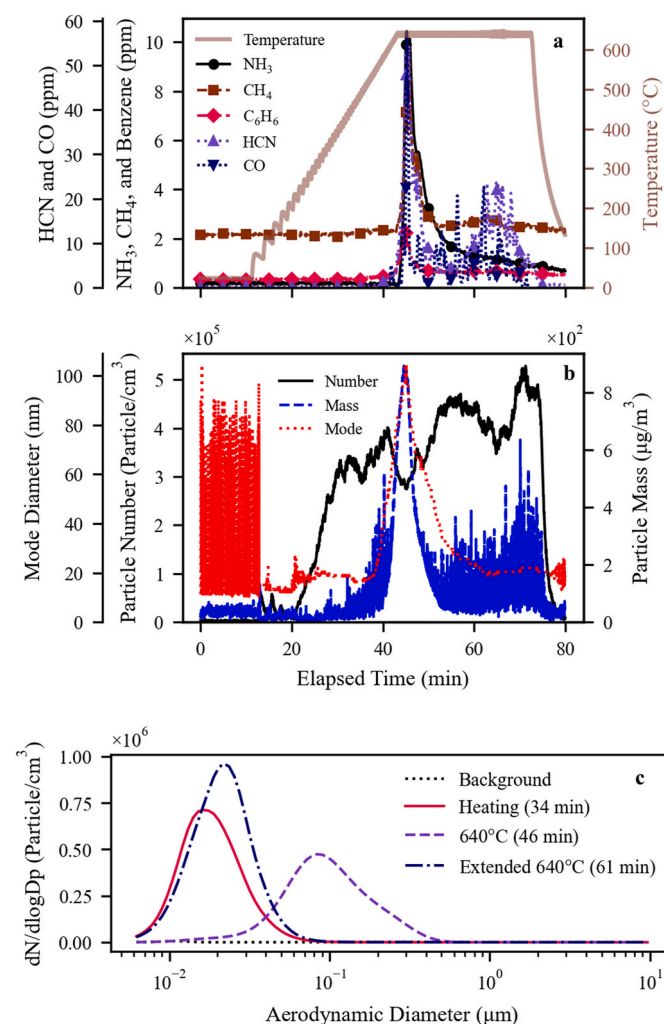 HCN and CO (ppm)
60
50
40
30
20
10
0
NH₃, CH₄, and Benzene (ppm)
10
8
6
4
2
0
a
Temperature
NH₃
CH₄
C₆H₆
HCN
CO
Temperature (°C)
600
500
400
300
200
100
0
×10⁵
×10²
Mode Diameter (nm)
100
80
60
40
20
0
Particle Number (Particle/cm³)
5
4
3
2
1
0
b
Number
Mass
Mode
8
6
4
2
0
Particle Mass (μg/m³)
0 20 40 60 80
Elapsed Time (min)
×10⁶
dN/dlogDp (Particle/cm³)
1.00
0.75
0.50
0.25
0.00
c
Background
Heating (34 min)
640°C (46 min)
Extended 640°C (61 min)
10⁻² 10⁻¹ 10⁰ 10¹
Aerodynamic Diameter (μm)